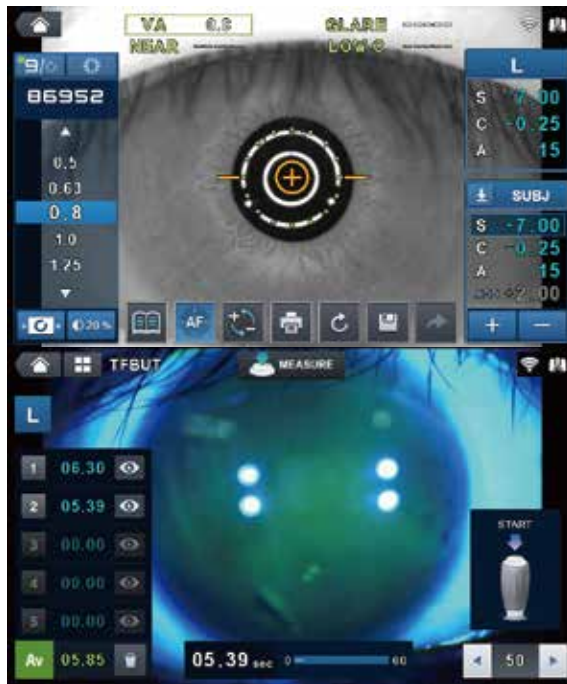 VA 0.8 GLARE
NEAR LOW C
9/
86952
0.5
0.63
0.8
1.0
1.25
20%
AF
L
S -7.00
C -0.25
A 15
SUBJ
S -7.00
C -0.25
A 15
+ −
TFBUT
MEASURE
L
1 06.30
2 05.39
3 00.00
4 00.00
5 00.00
Av 05.85
05.39 sec 0 60
START
50